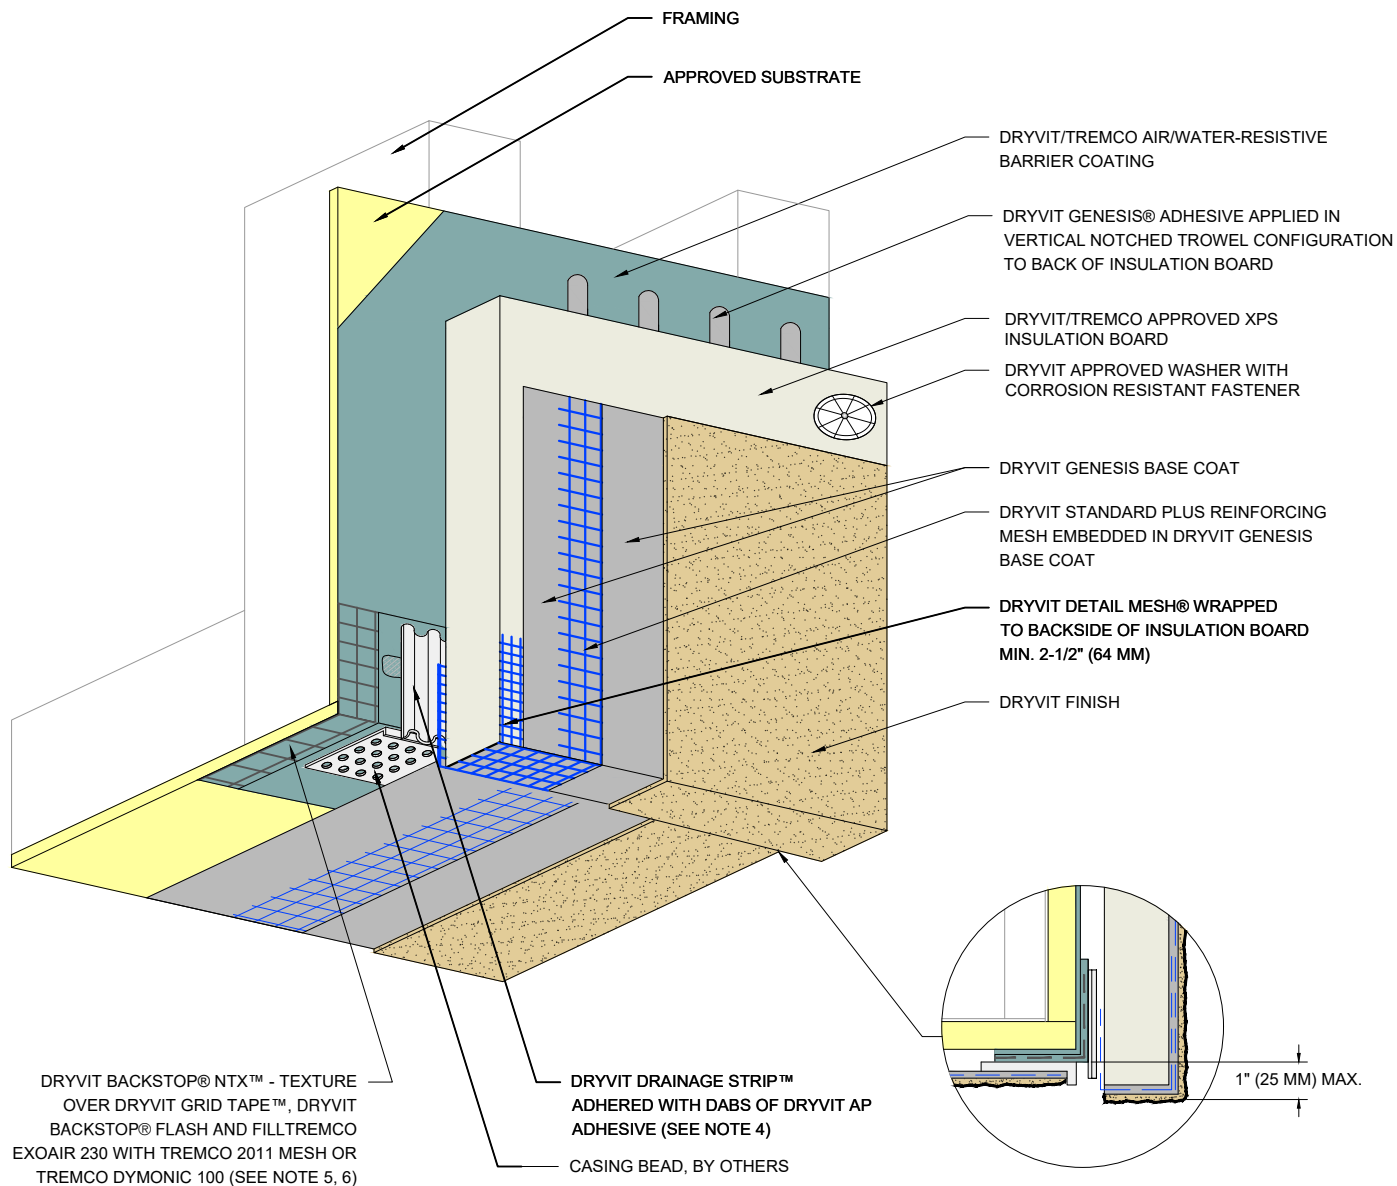 FRAMING
APPROVED SUBSTRATE
DRYVIT/TREMCO AIR/WATER-RESISTIVE
BARRIER COATING
DRYVIT GENESIS® ADHESIVE APPLIED IN
VERTICAL NOTCHED TROWEL CONFIGURATION
TO BACK OF INSULATION BOARD
DRYVIT/TREMCO APPROVED XPS
INSULATION BOARD
DRYVIT APPROVED WASHER WITH
CORROSION RESISTANT FASTENER
DRYVIT GENESIS BASE COAT
DRYVIT STANDARD PLUS REINFORCING
MESH EMBEDDED IN DRYVIT GENESIS
BASE COAT
DRYVIT DETAIL MESH® WRAPPED
TO BACKSIDE OF INSULATION BOARD
MIN. 2-1/2" (64 MM)
DRYVIT FINISH
1" (25 MM) MAX.
DRYVIT BACKSTOP® NTX™ - TEXTURE
OVER DRYVIT GRID TAPE™, DRYVIT
BACKSTOP® FLASH AND FILLTREMCO
EXOAIR 230 WITH TREMCO 2011 MESH OR
TREMCO DYMONIC 100 (SEE NOTE 5, 6)
DRYVIT DRAINAGE STRIP™
ADHERED WITH DABS OF DRYVIT AP
ADHESIVE (SEE NOTE 4)
CASING BEAD, BY OTHERS